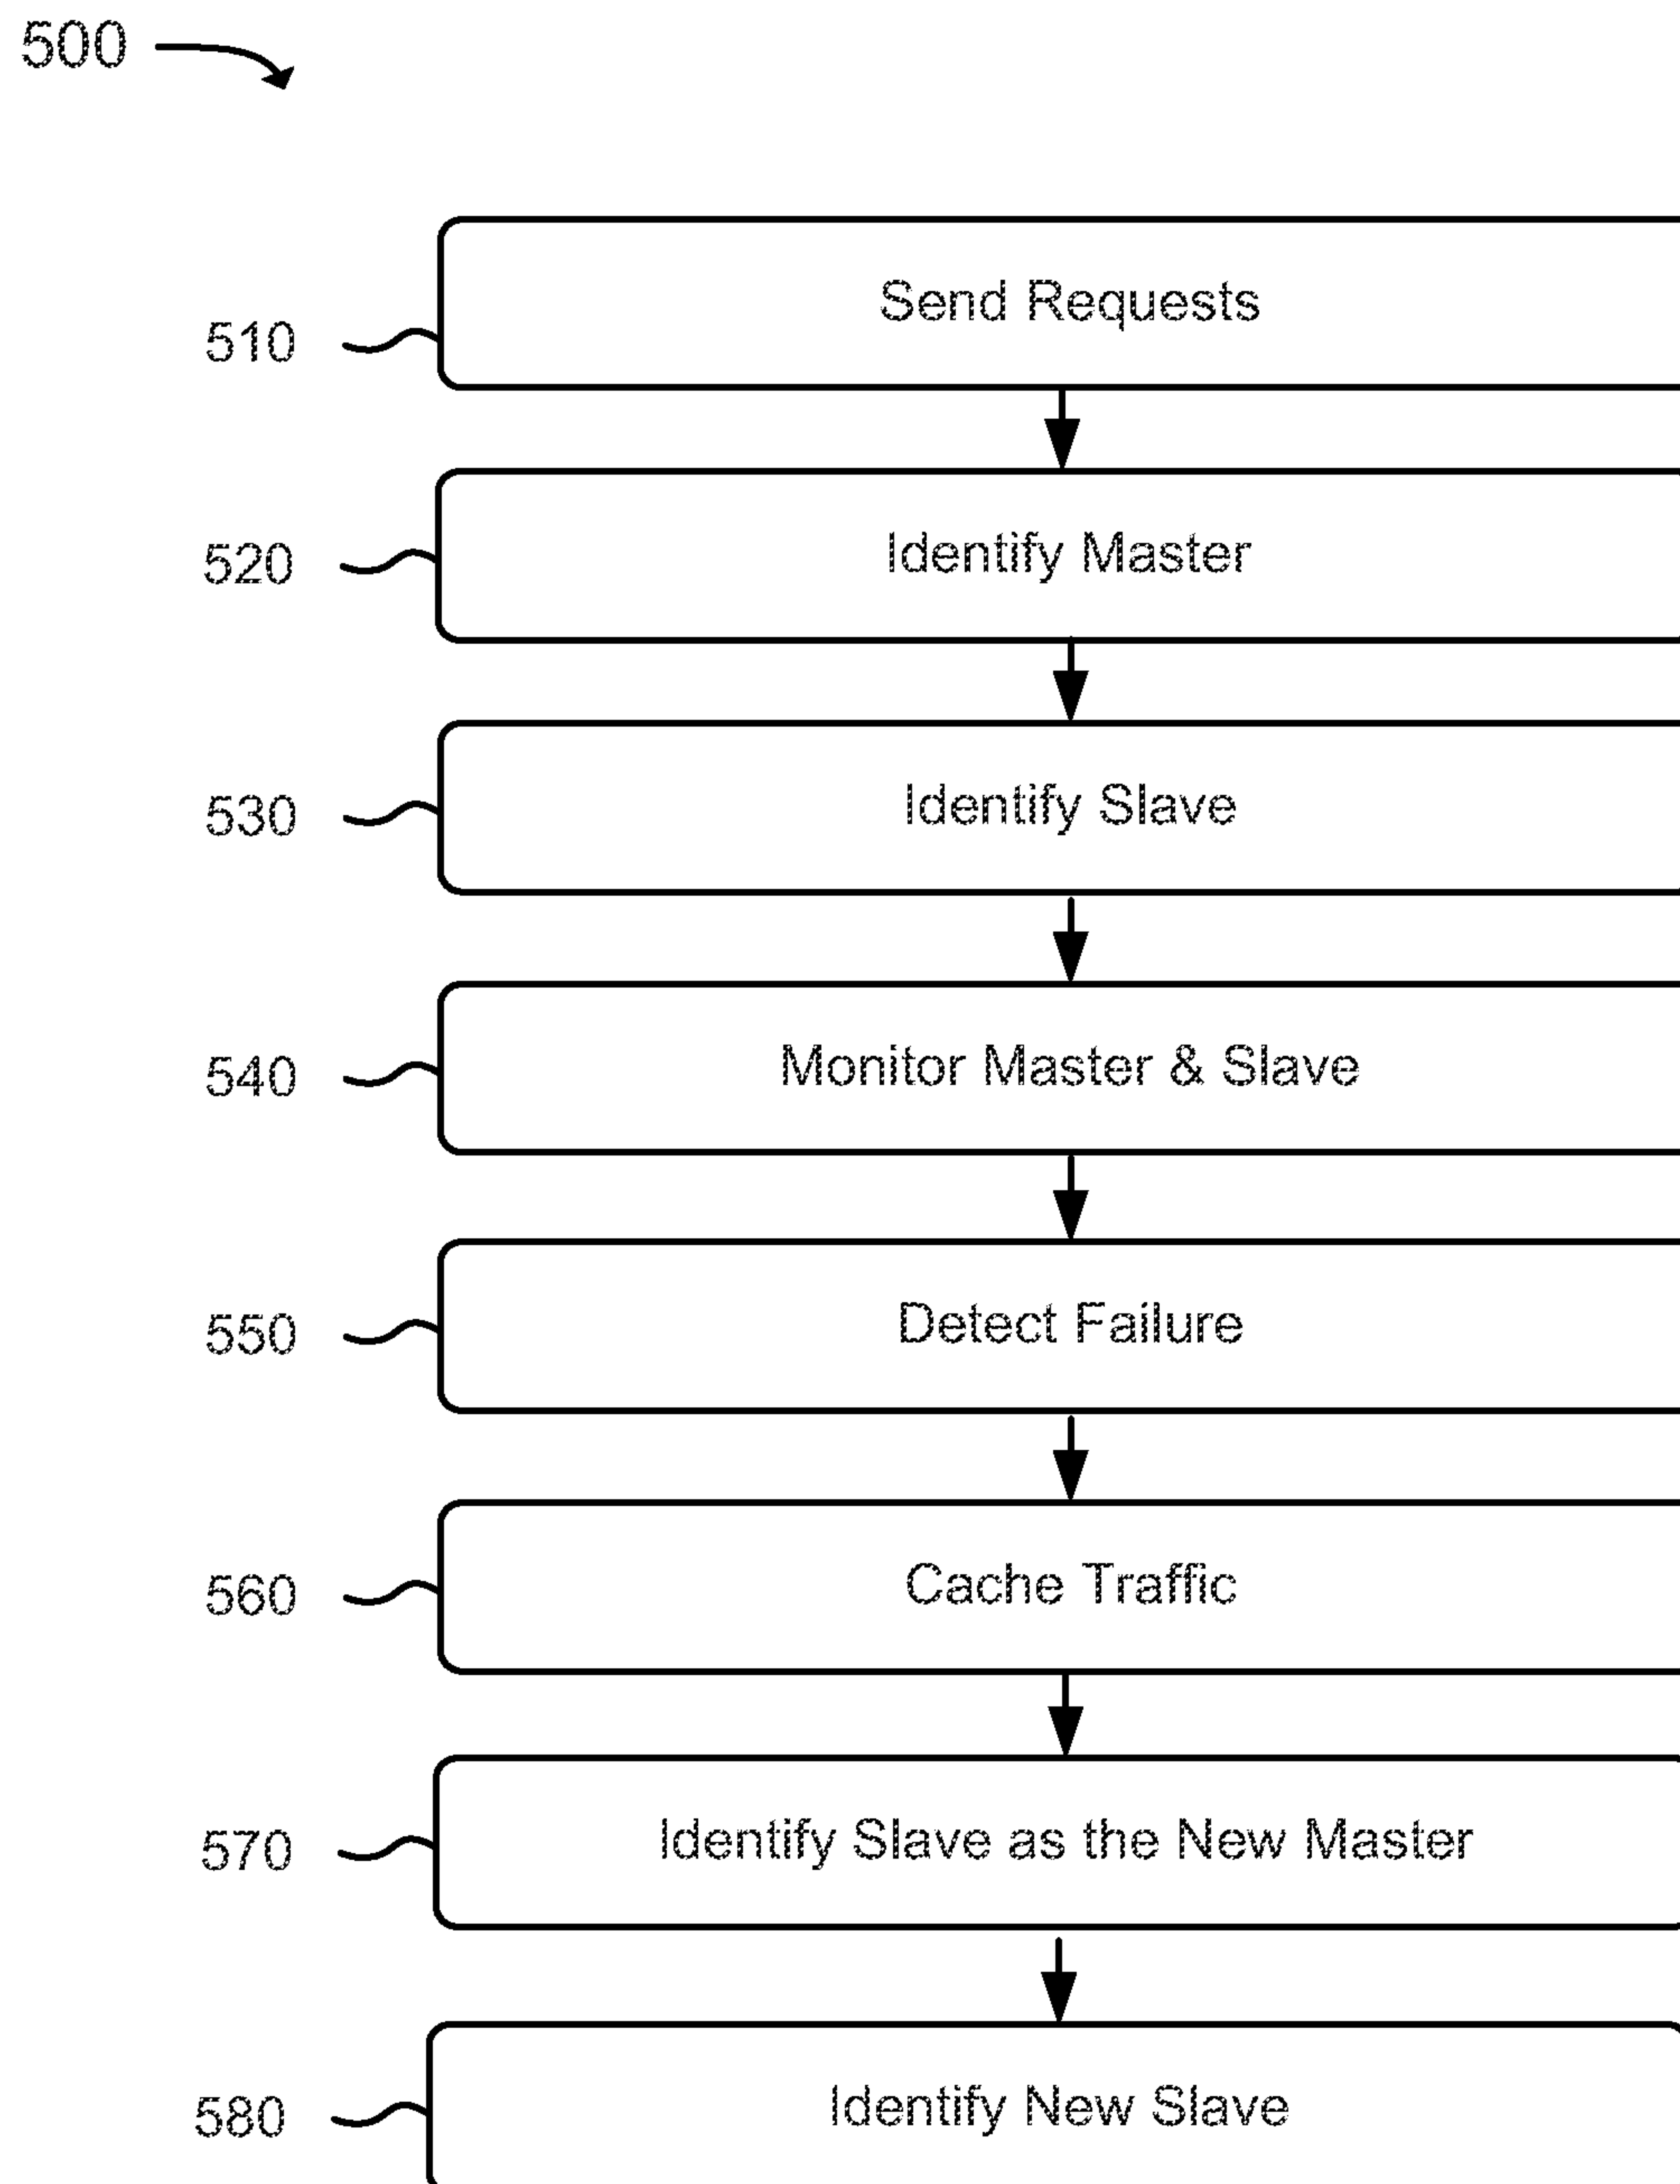 500
Send Requests
510
Identify Master
520
Identify Slave
530
Monitor Master & Slave
540
Detect Failure
550
Cache Traffic
560
Identify Slave as the New Master
570
Identify New Slave
580